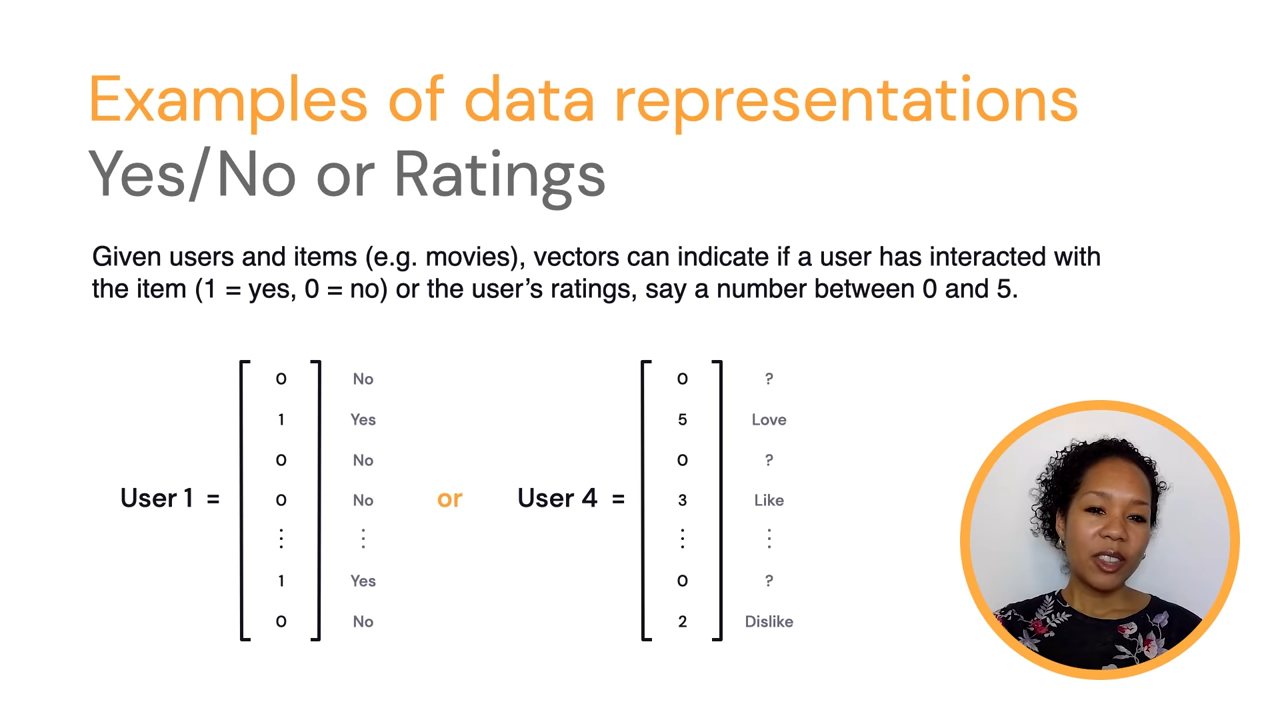 Examples of data representations
Yes/No or Ratings
Given users and items (e.g. movies), vectors can indicate if a user has interacted with
the item (1 = yes, 0 = no) or the user’s ratings, say a number between 0 and 5.
User 1 =
0 No
1 Yes
0 No
0 No
⋮ ⋮
1 Yes
0 No
or
User 4 =
0 ?
5 Love
0 ?
3 Like
⋮ ⋮
0 ?
2 Dislike